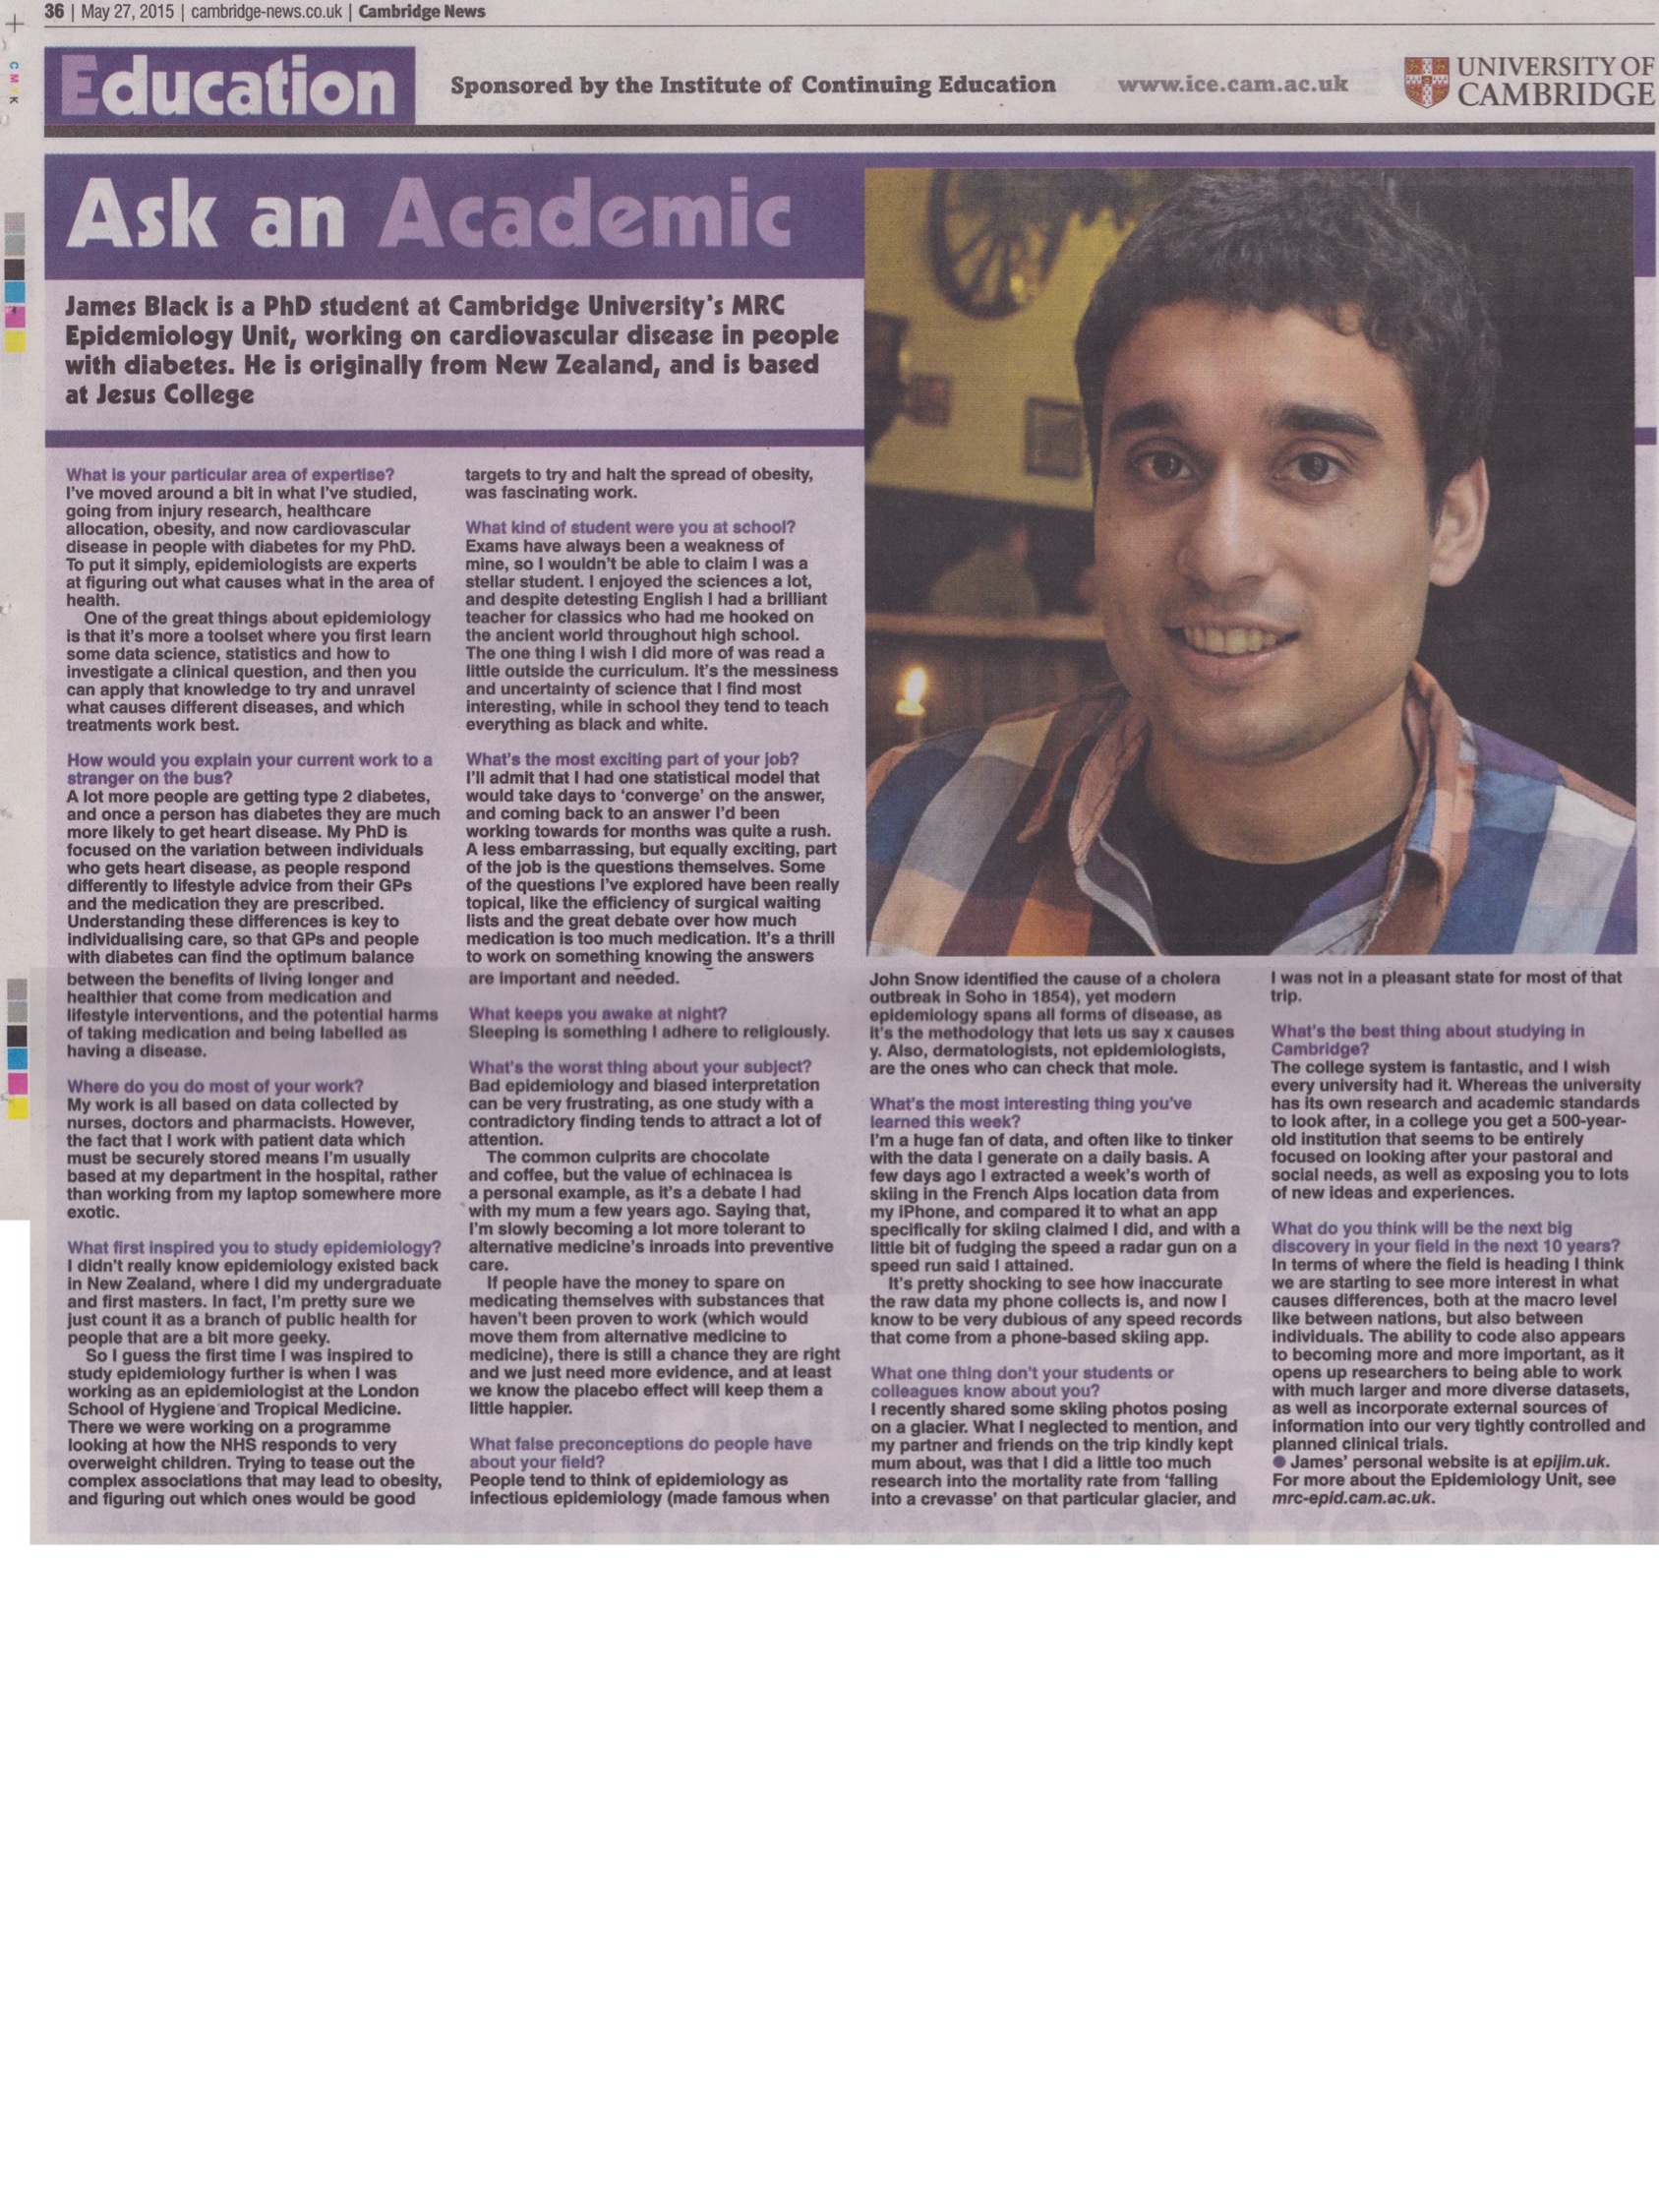 36 | May 27, 2015 | cambridge-news.co.uk | Cambridge News
C M Y K
Education
Sponsored by the Institute of Continuing Education
www.ice.cam.ac.uk
UNIVERSITY OF
CAMBRIDGE
Ask an Academic
James Black is a PhD student at Cambridge University's MRC
Epidemiology Unit, working on cardiovascular disease in people
with diabetes. He is originally from New Zealand, and is based
at Jesus College
What is your particular area of expertise?
I've moved around a bit in what I've studied,
going from injury research, healthcare
allocation, obesity, and now cardiovascular
disease in people with diabetes for my PhD.
To put it simply, epidemiologists are experts
at figuring out what causes what in the area of
health.
One of the great things about epidemiology
is that it's more a toolset where you first learn
some data science, statistics and how to
investigate a clinical question, and then you
can apply that knowledge to try and unravel
what causes different diseases, and which
treatments work best.
How would you explain your current work to a
stranger on the bus?
A lot more people are getting type 2 diabetes,
and once a person has diabetes they are much
more likely to get heart disease. My PhD is
focused on the variation between individuals
who gets heart disease, as people respond
differently to lifestyle advice from their GPs
and the medication they are prescribed.
Understanding these differences is key to
individualising care, so that GPs and people
with diabetes can find the optimum balance
between the benefits of living longer and
healthier that come from medication and
lifestyle interventions, and the potential harms
of taking medication and being labelled as
having a disease.
Where do you do most of your work?
My work is all based on data collected by
nurses, doctors and pharmacists. However,
the fact that I work with patient data which
must be securely stored means I'm usually
based at my department in the hospital, rather
than working from my laptop somewhere more
exotic.
What first inspired you to study epidemiology?
I didn't really know epidemiology existed back
in New Zealand, where I did my undergraduate
and first masters. In fact, I'm pretty sure we
just count it as a branch of public health for
people that are a bit more geeky.
So I guess the first time I was inspired to
study epidemiology further is when I was
working as an epidemiologist at the London
School of Hygiene and Tropical Medicine.
There we were working on a programme
looking at how the NHS responds to very
overweight children. Trying to tease out the
complex associations that may lead to obesity,
and figuring out which ones would be good
targets to try and halt the spread of obesity,
was fascinating work.
What kind of student were you at school?
Exams have always been a weakness of
mine, so I wouldn't be able to claim I was a
stellar student. I enjoyed the sciences a lot,
and despite detesting English I had a brilliant
teacher for classics who had me hooked on
the ancient world throughout high school.
The one thing I wish I did more of was read a
little outside the curriculum. It's the messiness
and uncertainty of science that I find most
interesting, while in school they tend to teach
everything as black and white.
What's the most exciting part of your job?
I'll admit that I had one statistical model that
would take days to 'converge' on the answer,
and coming back to an answer I'd been
working towards for months was quite a rush.
A less embarrassing, but equally exciting, part
of the job is the questions themselves. Some
of the questions I've explored have been really
topical, like the efficiency of surgical waiting
lists and the great debate over how much
medication is too much medication. It's a thrill
to work on something knowing the answers
are important and needed.
What keeps you awake at night?
Sleeping is something I adhere to religiously.
What's the worst thing about your subject?
Bad epidemiology and biased interpretation
can be very frustrating, as one study with a
contradictory finding tends to attract a lot of
attention.
The common culprits are chocolate
and coffee, but the value of echinacea is
a personal example, as it's a debate I had
with my mum a few years ago. Saying that,
I'm slowly becoming a lot more tolerant to
alternative medicine's inroads into preventive
care.
If people have the money to spare on
medicating themselves with substances that
haven't been proven to work (which would
move them from alternative medicine to
medicine), there is still a chance they are right
and we just need more evidence, and at least
we know the placebo effect will keep them a
little happier.
What false preconceptions do people have
about your field?
People tend to think of epidemiology as
infectious epidemiology (made famous when
John Snow identified the cause of a cholera
outbreak in Soho in 1854), yet modern
epidemiology spans all forms of disease, as
it's the methodology that lets us say x causes
y. Also, dermatologists, not epidemiologists,
are the ones who can check that mole.
What's the most interesting thing you've
learned this week?
I'm a huge fan of data, and often like to tinker
with the data I generate on a daily basis. A
few days ago I extracted a week's worth of
skiing in the French Alps location data from
my iPhone, and compared it to what an app
specifically for skiing claimed I did, and with a
little bit of fudging the speed a radar gun on a
speed run said I attained.
It's pretty shocking to see how inaccurate
the raw data my phone collects is, and now I
know to be very dubious of any speed records
that come from a phone-based skiing app.
What one thing don't your students or
colleagues know about you?
I recently shared some skiing photos posing
on a glacier. What I neglected to mention, and
my partner and friends on the trip kindly kept
mum about, was that I did a little too much
research into the mortality rate from 'falling
into a crevasse' on that particular glacier, and
I was not in a pleasant state for most of that
trip.
What's the best thing about studying in
Cambridge?
The college system is fantastic, and I wish
every university had it. Whereas the university
has its own research and academic standards
to look after, in a college you get a 500-year-
old institution that seems to be entirely
focused on looking after your pastoral and
social needs, as well as exposing you to lots
of new ideas and experiences.
What do you think will be the next big
discovery in your field in the next 10 years?
In terms of where the field is heading I think
we are starting to see more interest in what
causes differences, both at the macro level
like between nations, but also between
individuals. The ability to code also appears
to becoming more and more important, as it
opens up researchers to being able to work
with much larger and more diverse datasets,
as well as incorporate external sources of
information into our very tightly controlled and
planned clinical trials.
● James' personal website is at epijim.uk.
For more about the Epidemiology Unit, see
mrc-epid.cam.ac.uk.